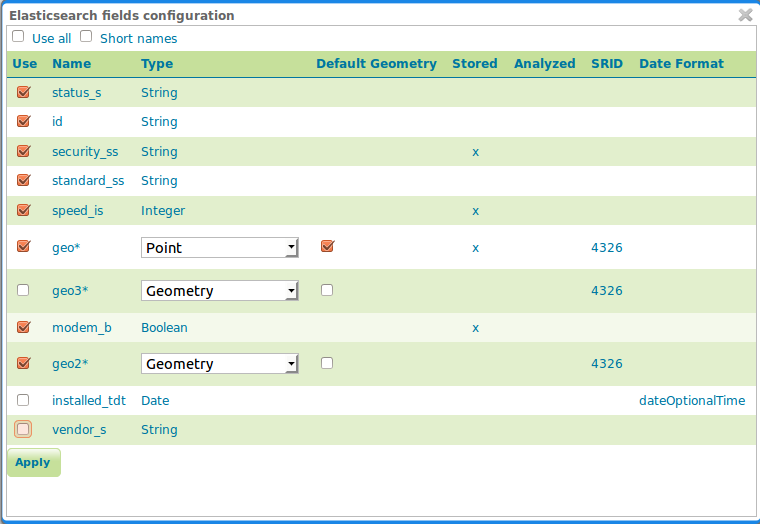 Elasticsearch fields configuration
Use all Short names
Use Name Type Default Geometry Stored Analyzed SRID Date Format
status_s String
id String
security_ss String x
standard_ss String
speed_is Integer x
geo* Point x 4326
geo3* Geometry 4326
modem_b Boolean x
geo2* Geometry 4326
installed_tdt Date dateOptionalTime
vendor_s String
Apply